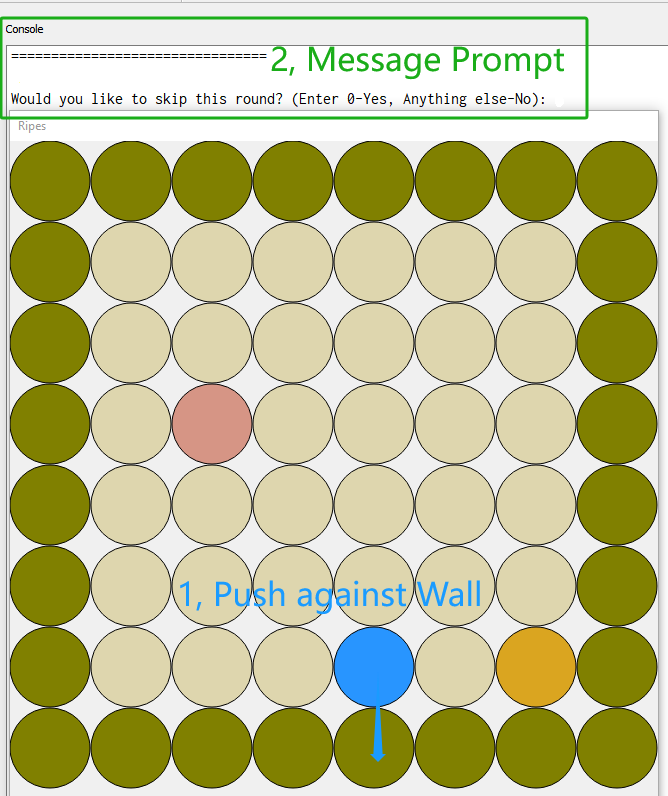 Console
================================
2, Message Prompt
Would you like to skip this round? (Enter 0-Yes, Anything else-No):
Ripes
1, Push against Wall